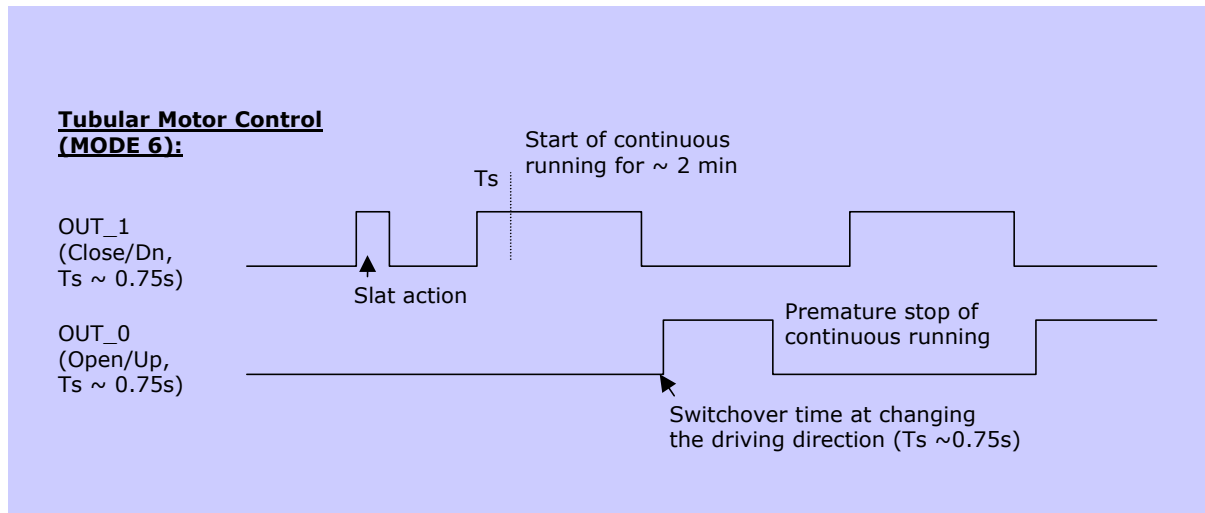 Tubular Motor Control
(MODE 6):
Start of continuous
running for ~ 2 min
Ts
OUT_1
(Close/Dn,
Ts ~ 0.75s)
Slat action
OUT_0
(Open/Up,
Ts ~ 0.75s)
Premature stop of
continuous running
Switchover time at changing
the driving direction (Ts ~0.75s)